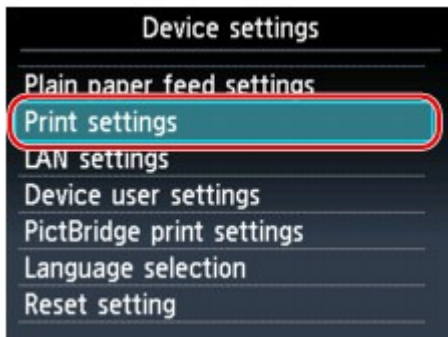 Device settings
Plain paper feed settings
Print settings
LAN settings
Device user settings
PictBridge print settings
Language selection
Reset setting